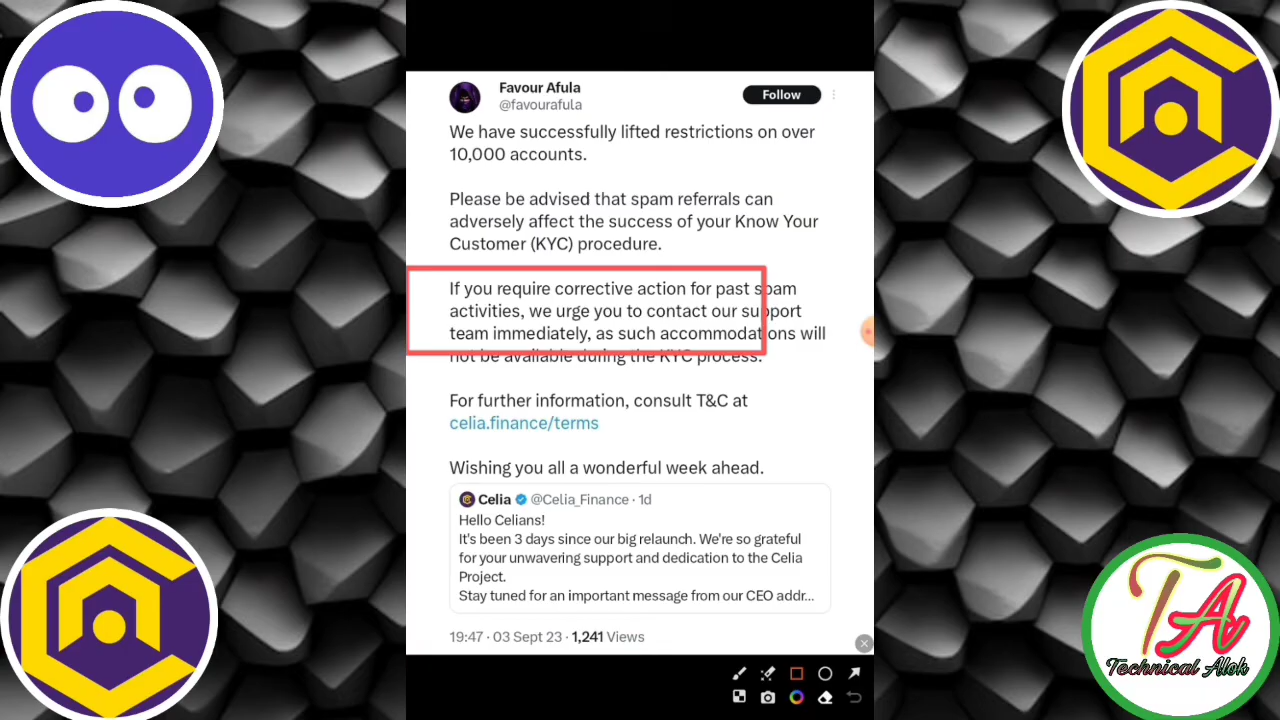 Favour Afula
@favourafula
Follow
We have successfully lifted restrictions on over
10,000 accounts.
Please be advised that spam referrals can
adversely affect the success of your Know Your
Customer (KYC) procedure.
If you require corrective action for past spam
activities, we urge you to contact our support
team immediately, as such accommodations will
not be available during the KYC process.
For further information, consult T&C at
celia.finance/terms
Wishing you all a wonderful week ahead.
Celia @Celia_Finance · 1d
Hello Celians!
It's been 3 days since our big relaunch. We're so grateful
for your unwavering support and dedication to the Celia
Project.
Stay tuned for an important message from our CEO addr...
19:47 · 03 Sept 23 · 1,241 Views
TA
Technical Alok